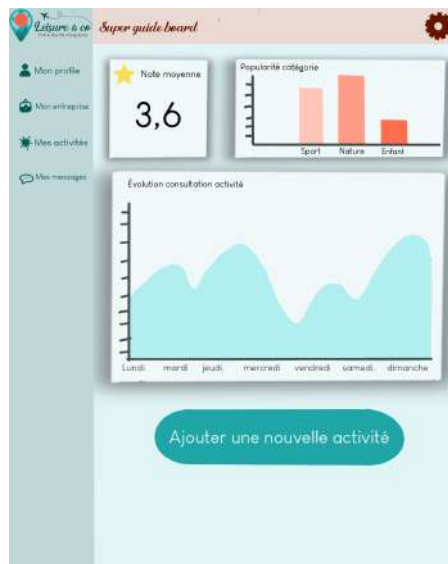 Leisure & co
Super guide board
Mon profile
Mon entreprise
Mes activités
Mes messages
Note moyenne
3,6
Popularité catégorie
Sport Nature Enfant
Évolution consultation activité
Lundi mardi jeudi mercredi vendredi samedi dimanche
Ajouter une nouvelle activité